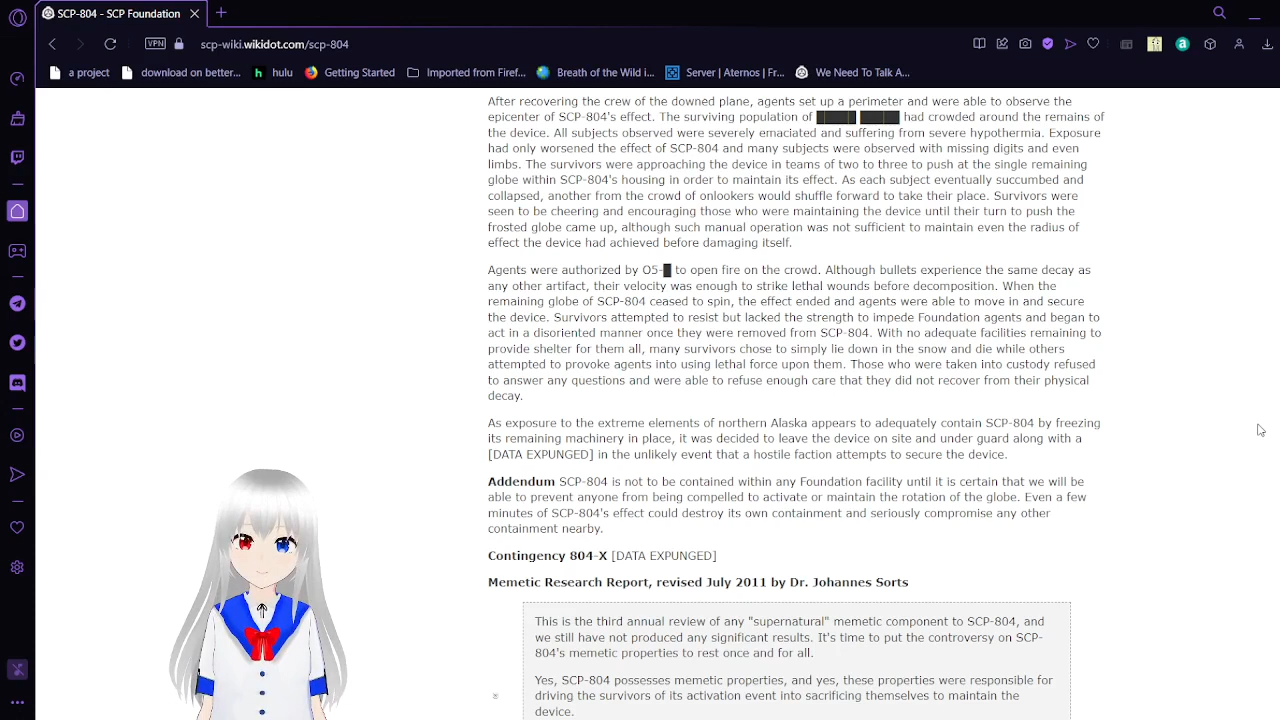 SCP-804 - SCP Foundation
VPN
scp-wiki.wikidot.com/scp-804
a project
download on better...
hulu
Getting Started
Imported from Firef...
Breath of the Wild i...
Server | Aternos | Fr...
We Need To Talk A...
After recovering the crew of the downed plane, agents set up a perimeter and were able to observe the
epicenter of SCP-804's effect. The surviving population of █████ █████ had crowded around the remains of
the device. All subjects observed were severely emaciated and suffering from severe hypothermia. Exposure
had only worsened the effect of SCP-804 and many subjects were observed with missing digits and even
limbs. The survivors were approaching the device in teams of two to three to push at the single remaining
globe within SCP-804's housing in order to maintain its effect. As each subject eventually succumbed and
collapsed, another from the crowd of onlookers would shuffle forward to take their place. Survivors were
seen to be cheering and encouraging those who were maintaining the device until their turn to push the
frosted globe came up, although such manual operation was not sufficient to maintain even the radius of
effect the device had achieved before damaging itself.
Agents were authorized by O5-█ to open fire on the crowd. Although bullets experience the same decay as
any other artifact, their velocity was enough to strike lethal wounds before decomposition. When the
remaining globe of SCP-804 ceased to spin, the effect ended and agents were able to move in and secure
the device. Survivors attempted to resist but lacked the strength to impede Foundation agents and began to
act in a disoriented manner once they were removed from SCP-804. With no adequate facilities remaining to
provide shelter for them all, many survivors chose to simply lie down in the snow and die while others
attempted to provoke agents into using lethal force upon them. Those who were taken into custody refused
to answer any questions and were able to refuse enough care that they did not recover from their physical
decay.
As exposure to the extreme elements of northern Alaska appears to adequately contain SCP-804 by freezing
its remaining machinery in place, it was decided to leave the device on site and under guard along with a
[DATA EXPUNGED] in the unlikely event that a hostile faction attempts to secure the device.
Addendum SCP-804 is not to be contained within any Foundation facility until it is certain that we will be
able to prevent anyone from being compelled to activate or maintain the rotation of the globe. Even a few
minutes of SCP-804's effect could destroy its own containment and seriously compromise any other
containment nearby.
Contingency 804-X [DATA EXPUNGED]
Memetic Research Report, revised July 2011 by Dr. Johannes Sorts
This is the third annual review of any "supernatural" memetic component to SCP-804, and
we still have not produced any significant results. It's time to put the controversy on SCP-
804's memetic properties to rest once and for all.
Yes, SCP-804 possesses memetic properties, and yes, these properties were responsible for
driving the survivors of its activation event into sacrificing themselves to maintain the
device.